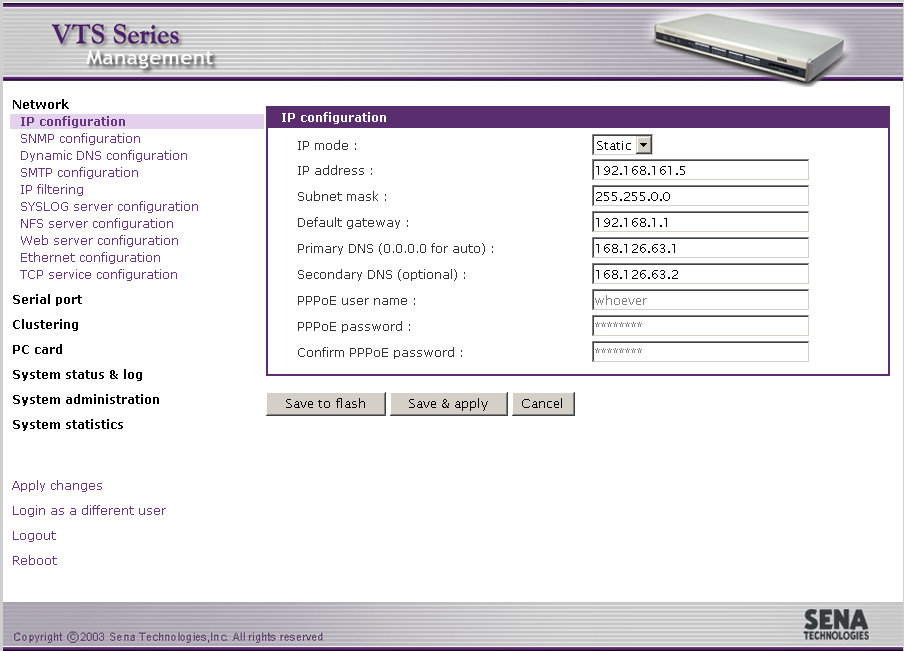 VTS Series
Management
Network
IP configuration
SNMP configuration
Dynamic DNS configuration
SMTP configuration
IP filtering
SYSLOG server configuration
NFS server configuration
Web server configuration
Ethernet configuration
TCP service configuration
Serial port
Clustering
PC card
System status & log
System administration
System statistics
Apply changes
Login as a different user
Logout
Reboot
IP configuration
IP mode : Static
IP address : 192.168.161.5
Subnet mask : 255.255.0.0
Default gateway : 192.168.1.1
Primary DNS (0.0.0.0 for auto) : 168.126.63.1
Secondary DNS (optional) : 168.126.63.2
PPPoE user name : whoever
PPPoE password : ********
Confirm PPPoE password : ********
Save to flash Save & apply Cancel
Copyright ©2003 Sena Technologies,Inc. All rights reserved
SENA
TECHNOLOGIES